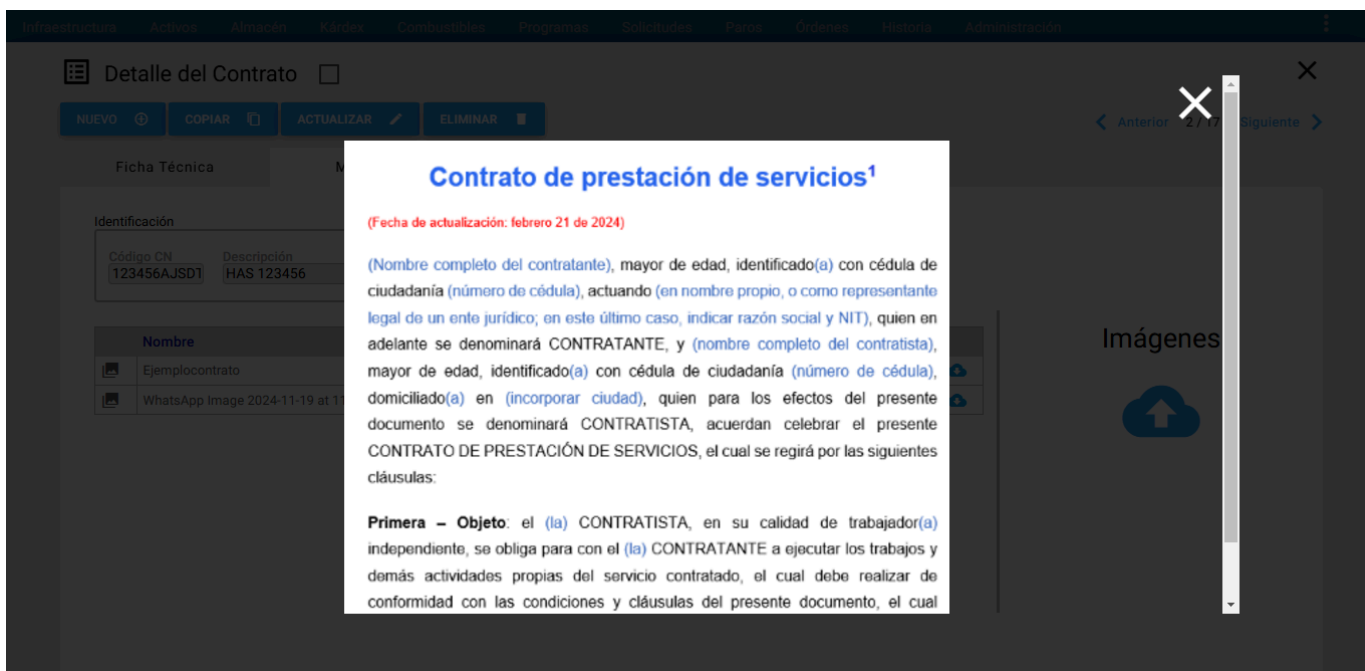 Infraestructura Activos Almacén Kárdex Combustibles Programas Solicitudes Paros Órdenes Historia Administración
Detalle del Contrato
NUEVO COPIAR ACTUALIZAR ELIMINAR
Anterior 2 / 17 Siguiente
Ficha Técnica M
Identificación
Código CN Descripción
123456AJSDT HAS 123456
Nombre
Ejemplocontrato
WhatsApp Image 2024-11-19 at 11
Imágenes
Contrato de prestación de servicios¹
(Fecha de actualización: febrero 21 de 2024)
(Nombre completo del contratante), mayor de edad, identificado(a) con cédula de
ciudadanía (número de cédula), actuando (en nombre propio, o como representante
legal de un ente jurídico; en este último caso, indicar razón social y NIT), quien en
adelante se denominará CONTRATANTE, y (nombre completo del contratista),
mayor de edad, identificado(a) con cédula de ciudadanía (número de cédula),
domiciliado(a) en (incorporar ciudad), quien para los efectos del presente
documento se denominará CONTRATISTA, acuerdan celebrar el presente
CONTRATO DE PRESTACIÓN DE SERVICIOS, el cual se regirá por las siguientes
cláusulas:
Primera – Objeto: el (la) CONTRATISTA, en su calidad de trabajador(a)
independiente, se obliga para con el (la) CONTRATANTE a ejecutar los trabajos y
demás actividades propias del servicio contratado, el cual debe realizar de
conformidad con las condiciones y cláusulas del presente documento, el cual